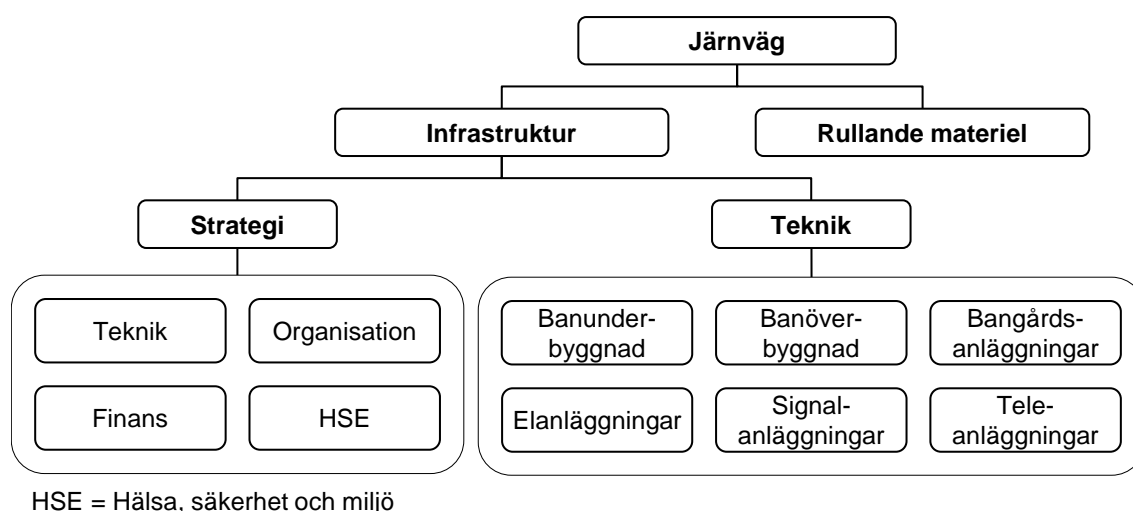 Järnväg
Infrastruktur
Rullande materiel
Strategi
Teknik
Teknik
Organisation
Finans
HSE
Banunder-
byggnad
Banöver-
byggnad
Bangårds-
anläggningar
Elanläggningar
Signal-
anläggningar
Tele-
anläggningar
HSE = Hälsa, säkerhet och miljö